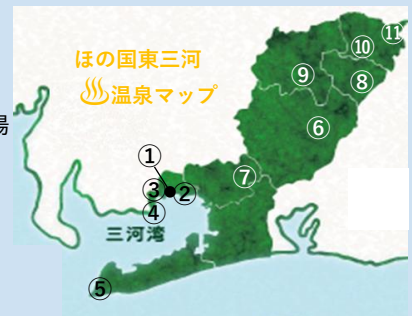 ほの国東三河
♨温泉マップ
場
⑪
⑩
⑨
⑧
⑥
①
⑦
③
②
④
三河湾
⑤